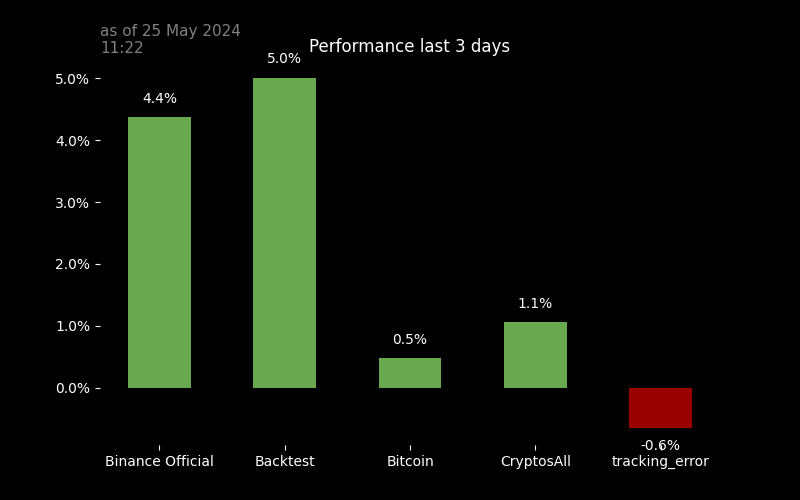 as of 25 May 2024
11:22
Performance last 3 days
5.0%
4.0%
3.0%
2.0%
1.0%
0.0%
4.4%
5.0%
0.5%
1.1%
-0.6%
Binance Official
Backtest
Bitcoin
CryptosAll
tracking_error